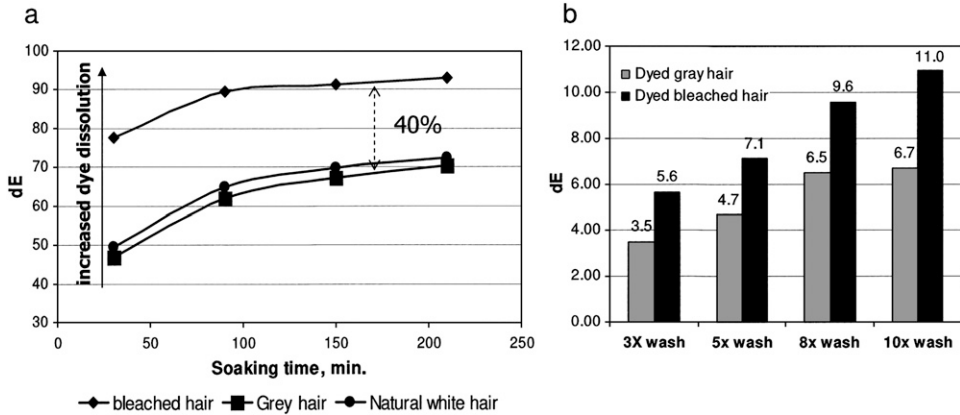 a
100
90
80
70
60
50
40
30
dE
increased dye dissolution
40%
0
50
100
150
200
250
Soaking time, min.
bleached hair
Grey hair
Natural white hair
b
12.00
10.00
8.00
6.00
4.00
2.00
0.00
dE
Dyed gray hair
Dyed bleached hair
3.5
5.6
4.7
7.1
6.5
9.6
6.7
11.0
3X wash
5x wash
8x wash
10x wash